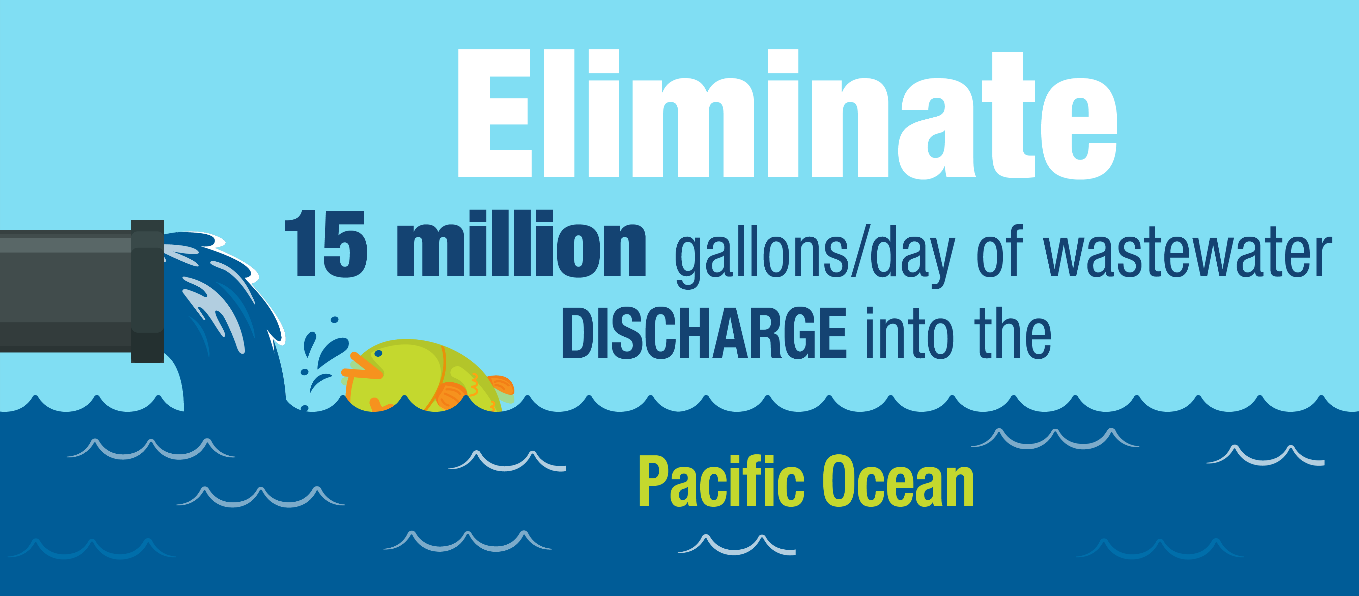 Eliminate
15 million gallons/day of wastewater
DISCHARGE into the
Pacific Ocean